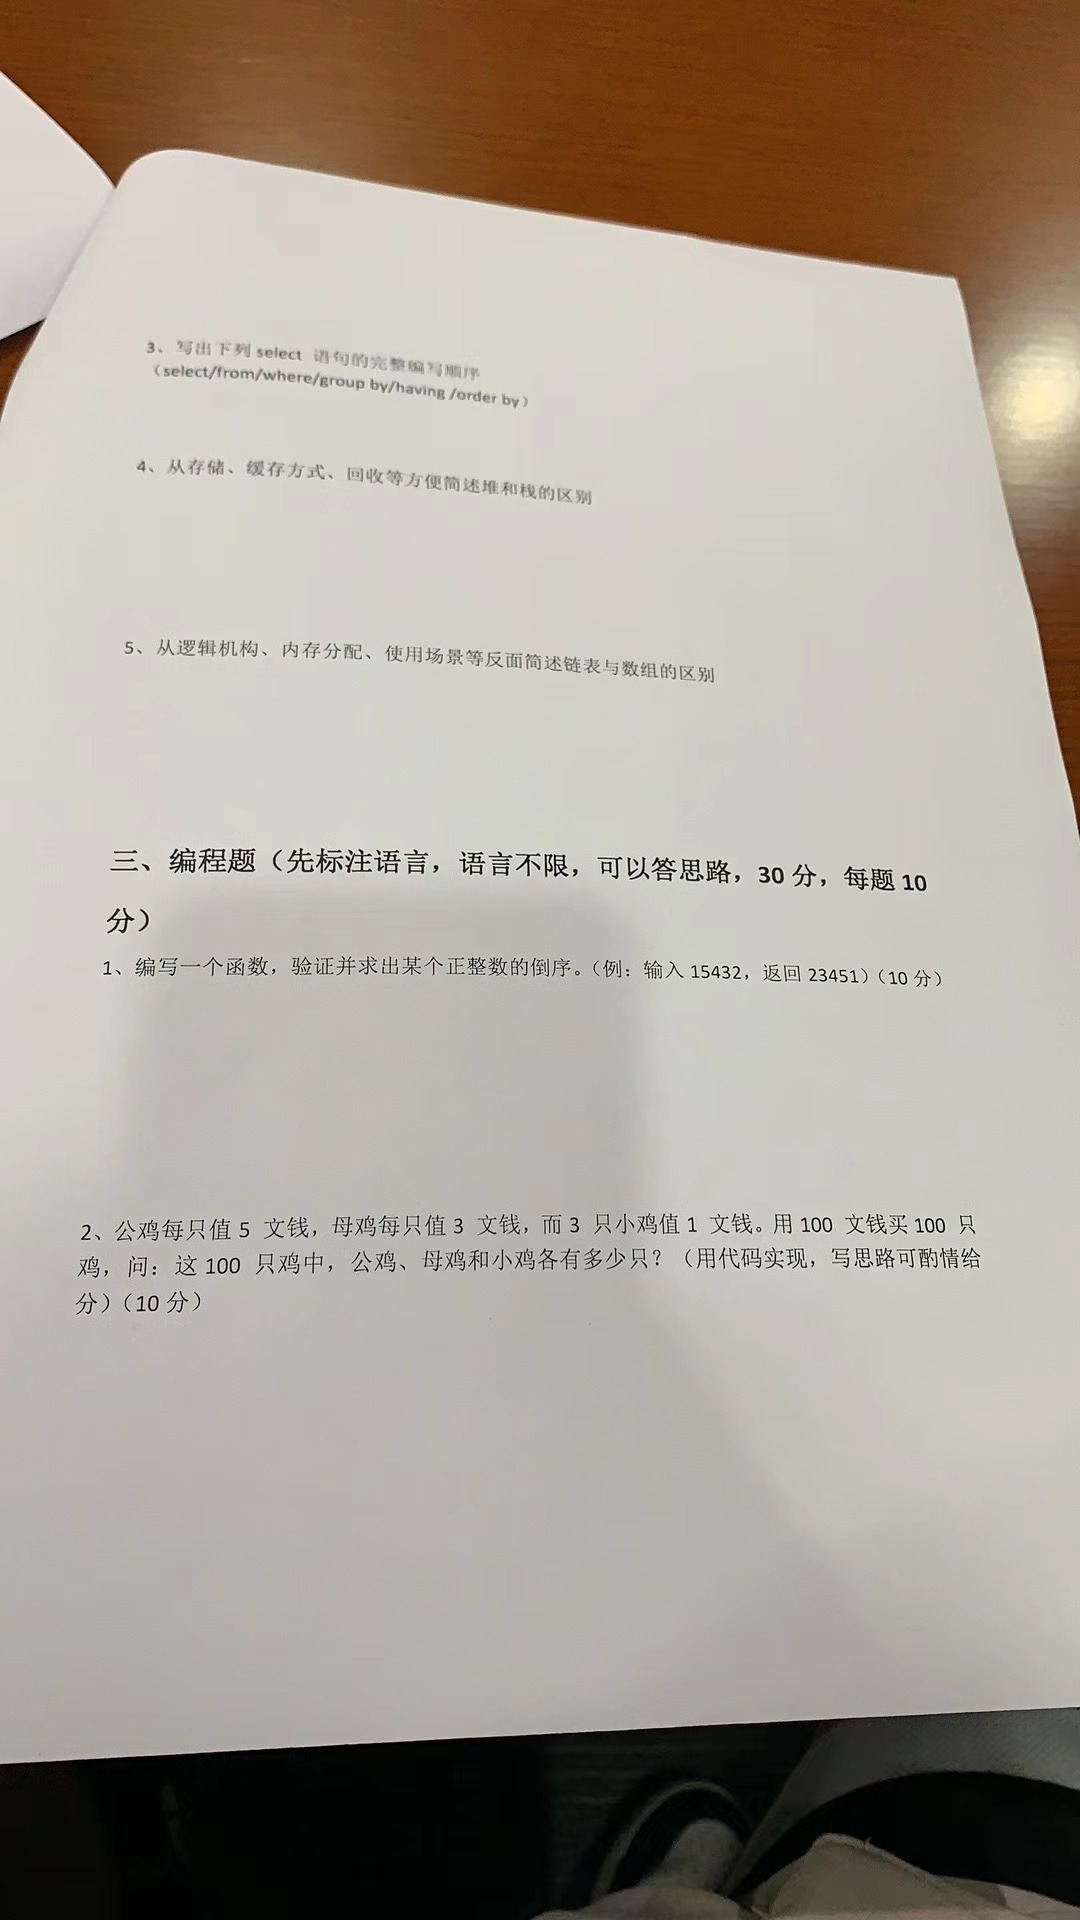 3、写出下列 select 语句的完整编写顺序
（select/from/where/group by/having /order by）
4、从存储、缓存方式、回收等方便简述堆和栈的区别
5、从逻辑机构、内存分配、使用场景等反面简述链表与数组的区别
三、编程题（先标注语言，语言不限，可以答思路，30 分，每题 10
分）
1、编写一个函数，验证并求出某个正整数的倒序。（例：输入 15432，返回 23451）（10 分）
2、公鸡每只值 5 文钱，母鸡每只值 3 文钱，而 3 只小鸡值 1 文钱。用 100 文钱买 100 只
鸡，问：这 100 只鸡中，公鸡、母鸡和小鸡各有多少只？（用代码实现，写思路可酌情给
分）（10 分）